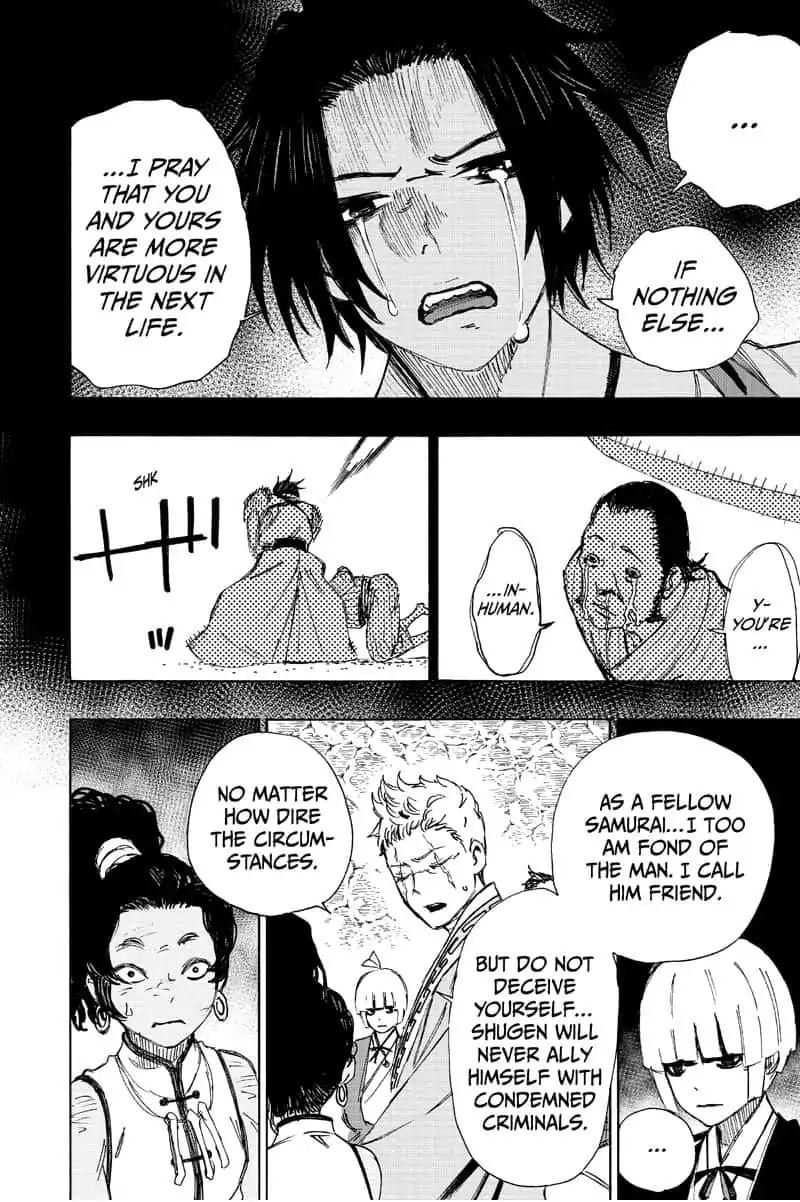 ...
IF
NOTHING
ELSE...
...I PRAY
THAT YOU
AND YOURS
ARE MORE
VIRTUOUS IN
THE NEXT
LIFE.
Y-
YOU'RE
...
...IN-
HUMAN.
SHK
AS A FELLOW
SAMURAI...I TOO
AM FOND OF
THE MAN. I CALL
HIM FRIEND.
...
BUT DO NOT
DECEIVE
YOURSELF...
SHUGEN WILL
NEVER ALLY
HIMSELF WITH
CONDEMNED
CRIMINALS.
NO MATTER
HOW DIRE
THE CIRCUM-
STANCES.